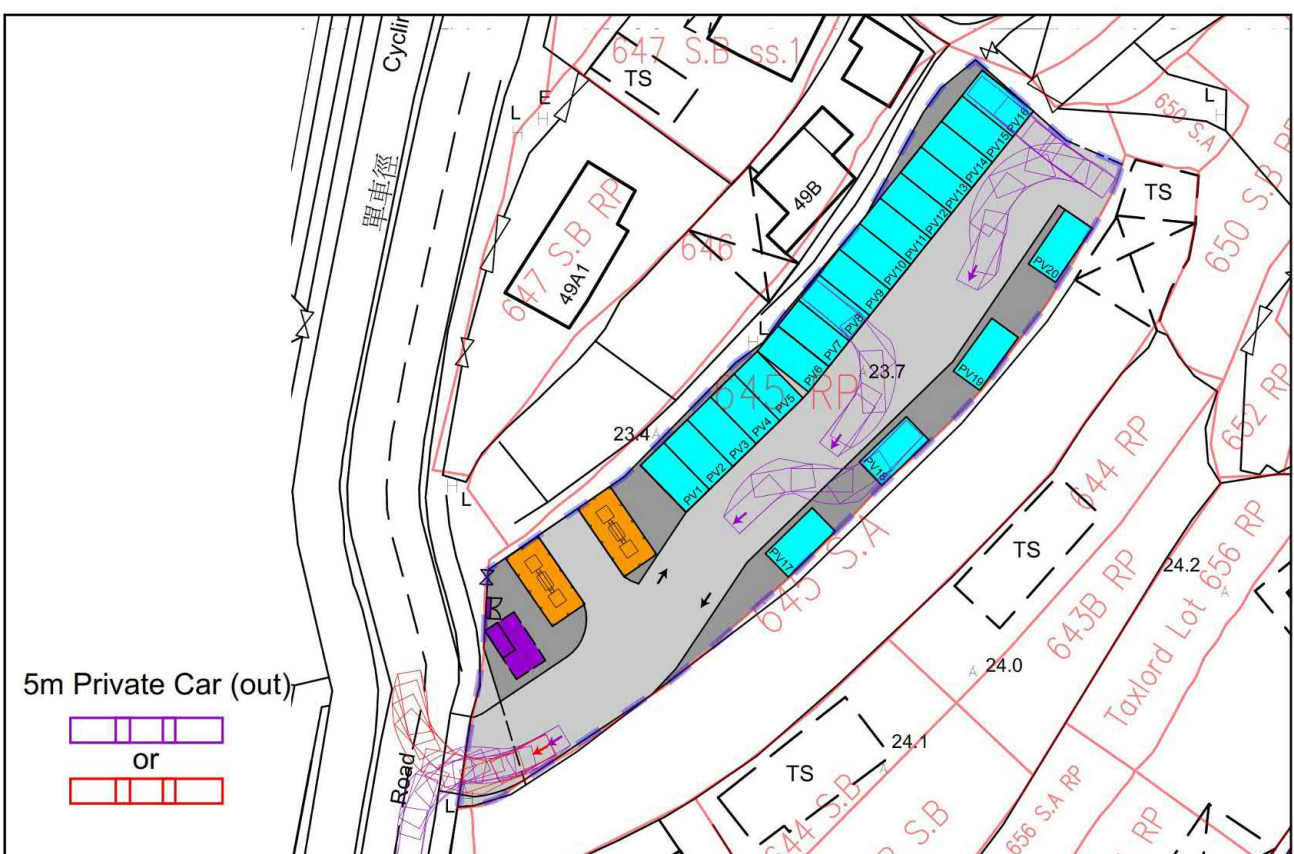 Cyclin
單車徑
647 S.B ss.1
TS
L
E
H
H
650 S.A
L
H
49B
TS
650 S.B RP
647 S.B RP
49A1
646
L
H
PV16
PV15
PV14
PV13
PV12
PV11
PV10
PV9
PV8
PV7
PV6
PV5
PV4
PV3
PV2
PV1
PV20
PV19
PV18
PV17
645 RP
23.7
23.4
652 RP
644 RP
H
L
645 S.A
TS
24.2
656 RP
643B RP
Taxlord Lot
24.0
5m Private Car (out)
or
Road
L
24.1
TS
644 S.B
S.B
656 S.A RP
RP